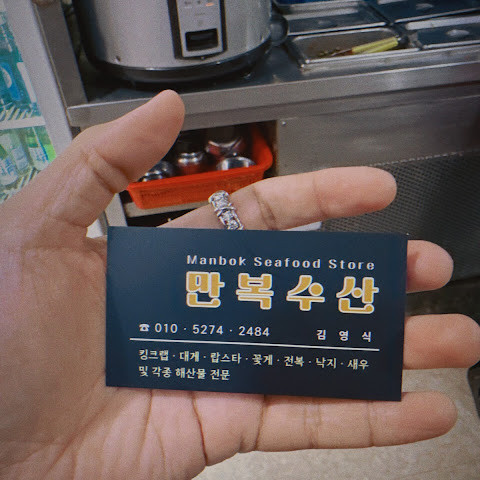 Manbok Seafood Store
만복수산
☎ 010 · 5274 · 2484 김 영 식
킹크랩 · 대게 · 랍스타 · 꽃게 · 전복 · 낙지 · 새우
및 각종 해산물 전문